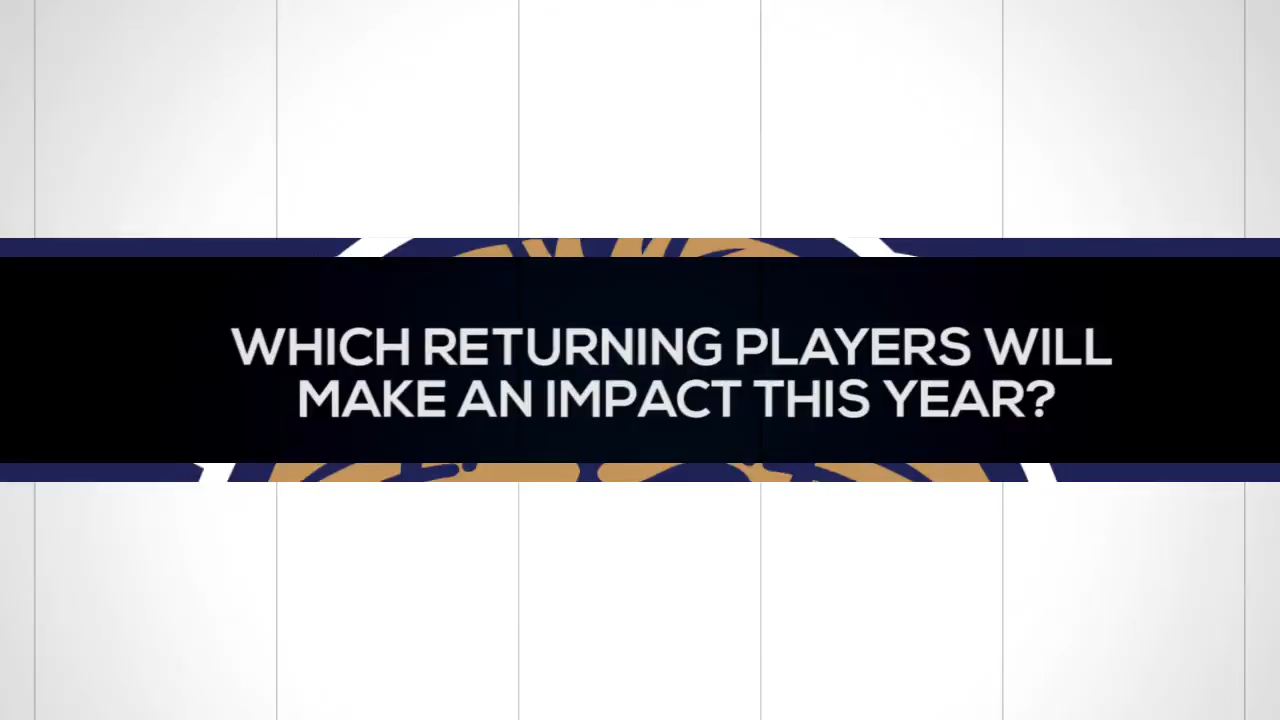 WHICH RETURNING PLAYERS WILL
MAKE AN IMPACT THIS YEAR?